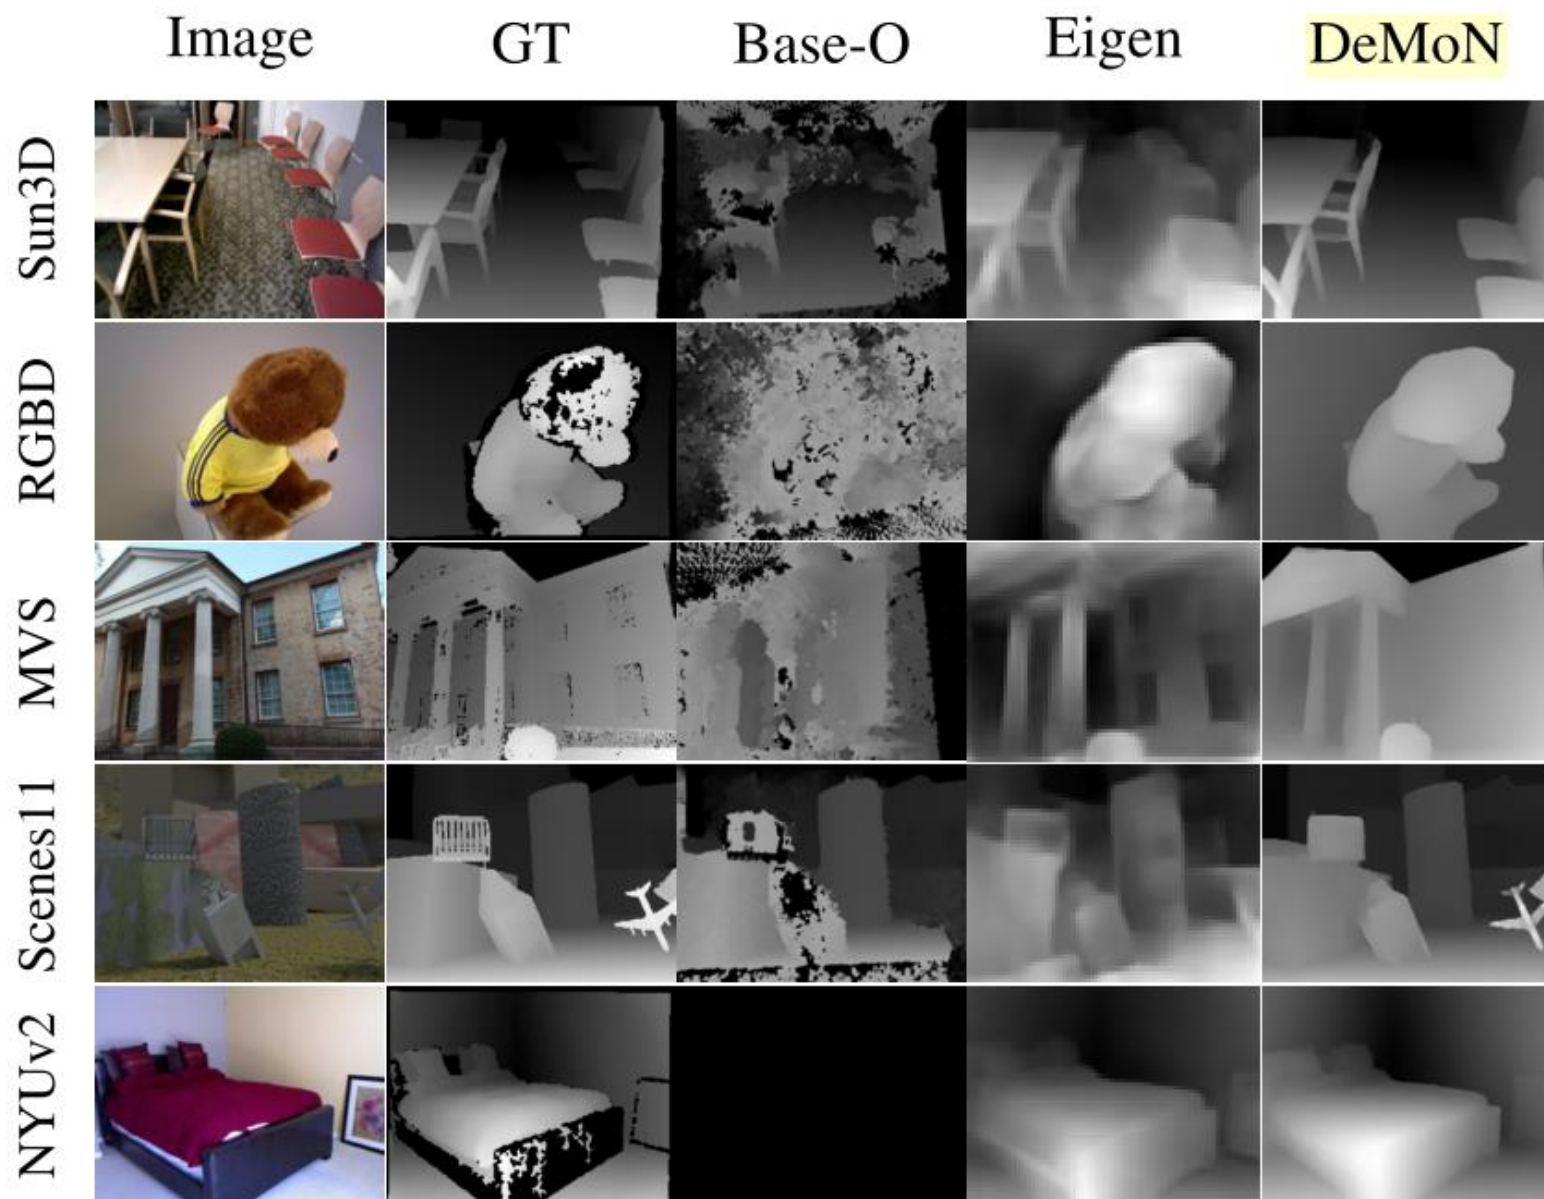 Image GT Base-O Eigen DeMoN
Sun3D
RGBD
MVS
Scenes11
NYUv2